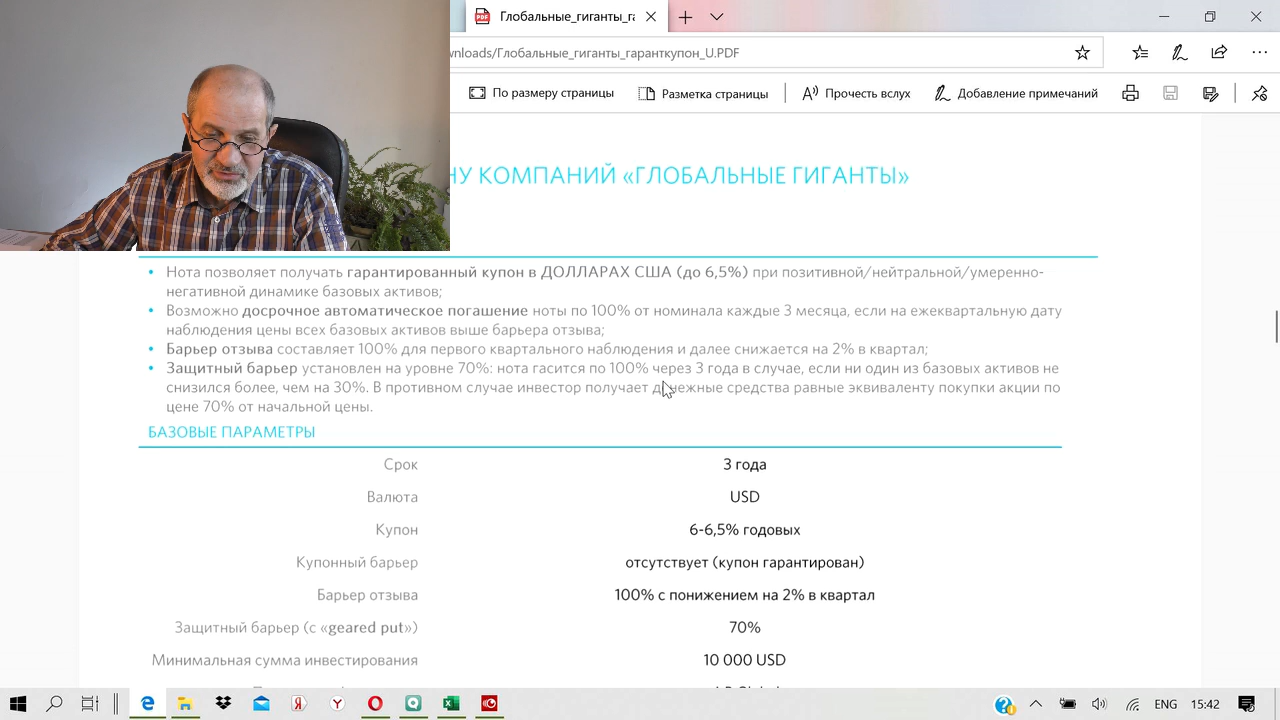 Глобальные_гиганты_га
wnloads/Глобальные_гиганты_гаранткупон_U.PDF
По размеру страницы
Разметка страницы
Прочесть вслух
Добавление примечаний
НУ КОМПАНИЙ «ГЛОБАЛЬНЫЕ ГИГАНТЫ»
• Нота позволяет получать гарантированный купон в ДОЛЛАРАХ США (до 6,5%) при позитивной/нейтральной/умеренно-
негативной динамике базовых активов;
• Возможно досрочное автоматическое погашение ноты по 100% от номинала каждые 3 месяца, если на ежеквартальную дату
наблюдения цены всех базовых активов выше барьера отзыва;
• Барьер отзыва составляет 100% для первого квартального наблюдения и далее снижается на 2% в квартал;
• Защитный барьер установлен на уровне 70%: нота гасится по 100% через 3 года в случае, если ни один из базовых активов не
снизился более, чем на 30%. В противном случае инвестор получает денежные средства равные эквиваленту покупки акции по
цене 70% от начальной цены.
БАЗОВЫЕ ПАРАМЕТРЫ
Срок 3 года
Валюта USD
Купон 6-6,5% годовых
Купонный барьер отсутствует (купон гарантирован)
Барьер отзыва 100% с понижением на 2% в квартал
Защитный барьер (с «geared put») 70%
Минимальная сумма инвестирования 10 000 USD
ENG 15:42